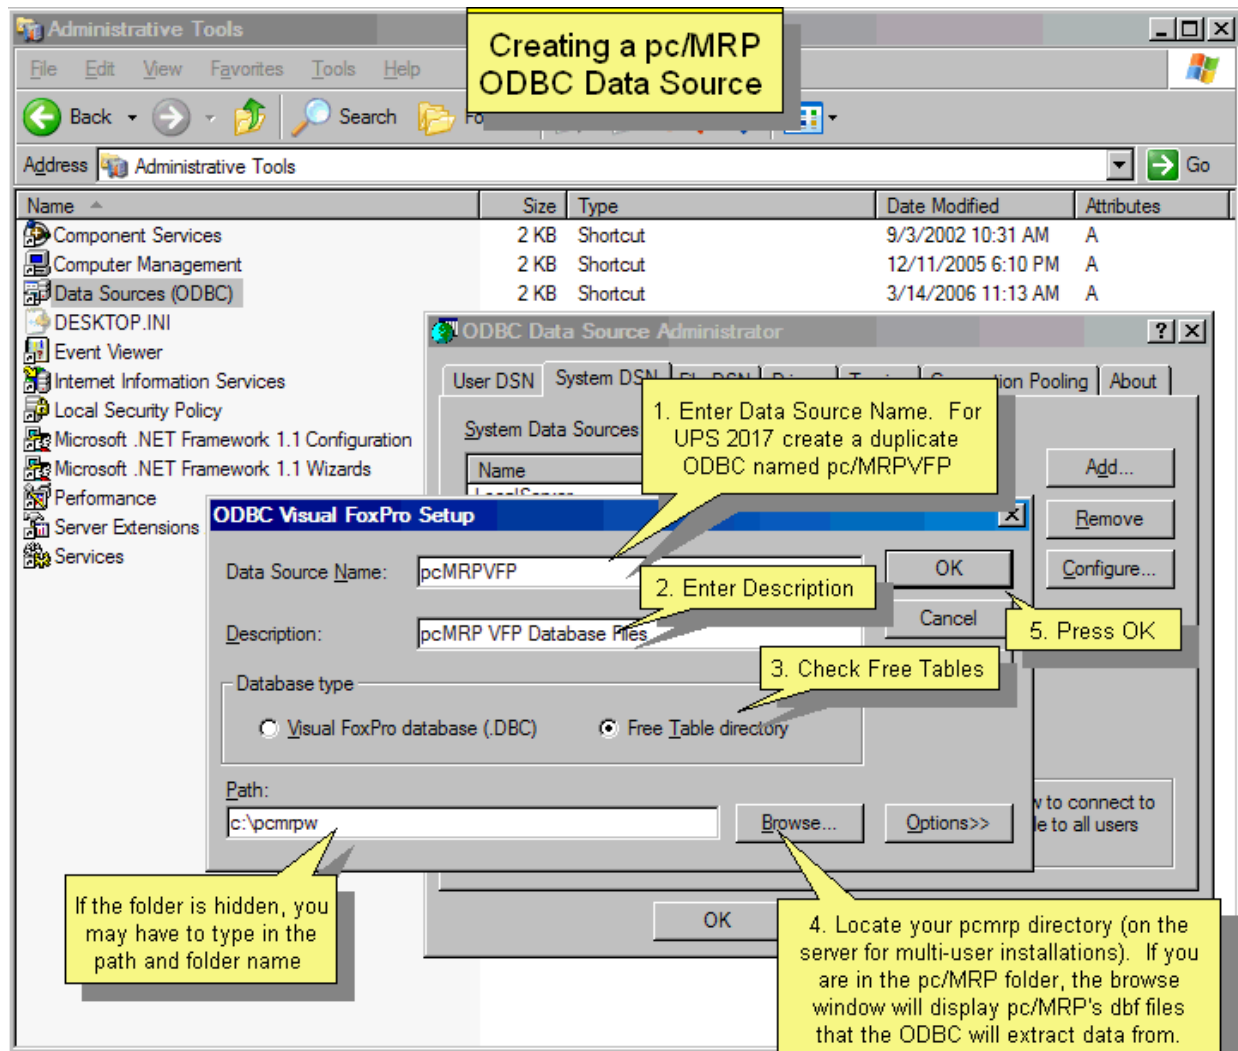 Administrative Tools
Creating a pc/MRP
ODBC Data Source
File Edit View Favorites Tools Help
Back Search
Address Administrative Tools Go
Name Size Type Date Modified Attributes
Component Services 2 KB Shortcut 9/3/2002 10:31 AM A
Computer Management 2 KB Shortcut 12/11/2005 6:10 PM A
Data Sources (ODBC) 2 KB Shortcut 3/14/2006 11:13 AM A
DESKTOP.INI
Event Viewer
Internet Information Services
Local Security Policy
Microsoft .NET Framework 1.1 Configuration
Microsoft .NET Framework 1.1 Wizards
Performance
Server Extensions
Services
ODBC Data Source Administrator
User DSN System DSN Connection Pooling About
System Data Sources
Name
LocalServer
Add...
Remove
Configure...
1. Enter Data Source Name. For
UPS 2017 create a duplicate
ODBC named pc/MRPVFP
ODBC Visual FoxPro Setup
Data Source Name: pcMRPVFP
OK
2. Enter Description
Description: pcMRP VFP Database Files
Cancel
5. Press OK
3. Check Free Tables
Database type
Visual FoxPro database (.DBC) Free Table directory
Path:
c:\pcmrpw
Browse... Options>>
to connect to
to all users
If the folder is hidden, you
may have to type in the
path and folder name
OK
4. Locate your pcmrp directory (on the
server for multi-user installations). If you
are in the pc/MRP folder, the browse
window will display pc/MRP's dbf files
that the ODBC will extract data from.